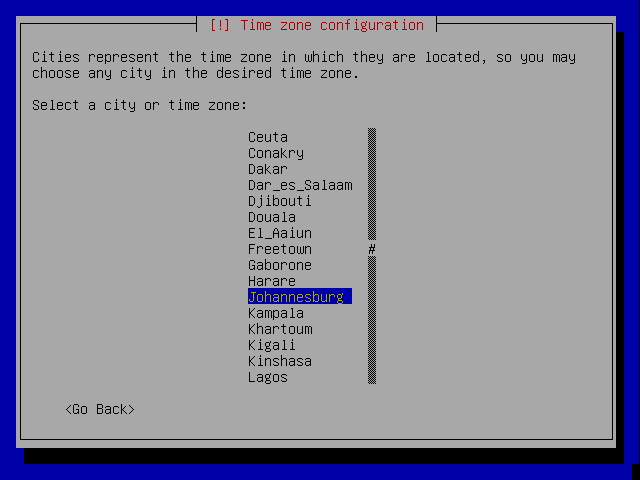 [!] Time zone configuration
Cities represent the time zone in which they are located, so you may
choose any city in the desired time zone.
Select a city or time zone:
Ceuta
Conakry
Dakar
Dar_es_Salaam
Djibouti
Douala
El_Aaiun
Freetown #
Gaborone
Harare
Johannesburg
Kampala
Khartoum
Kigali
Kinshasa
Lagos
<Go Back>